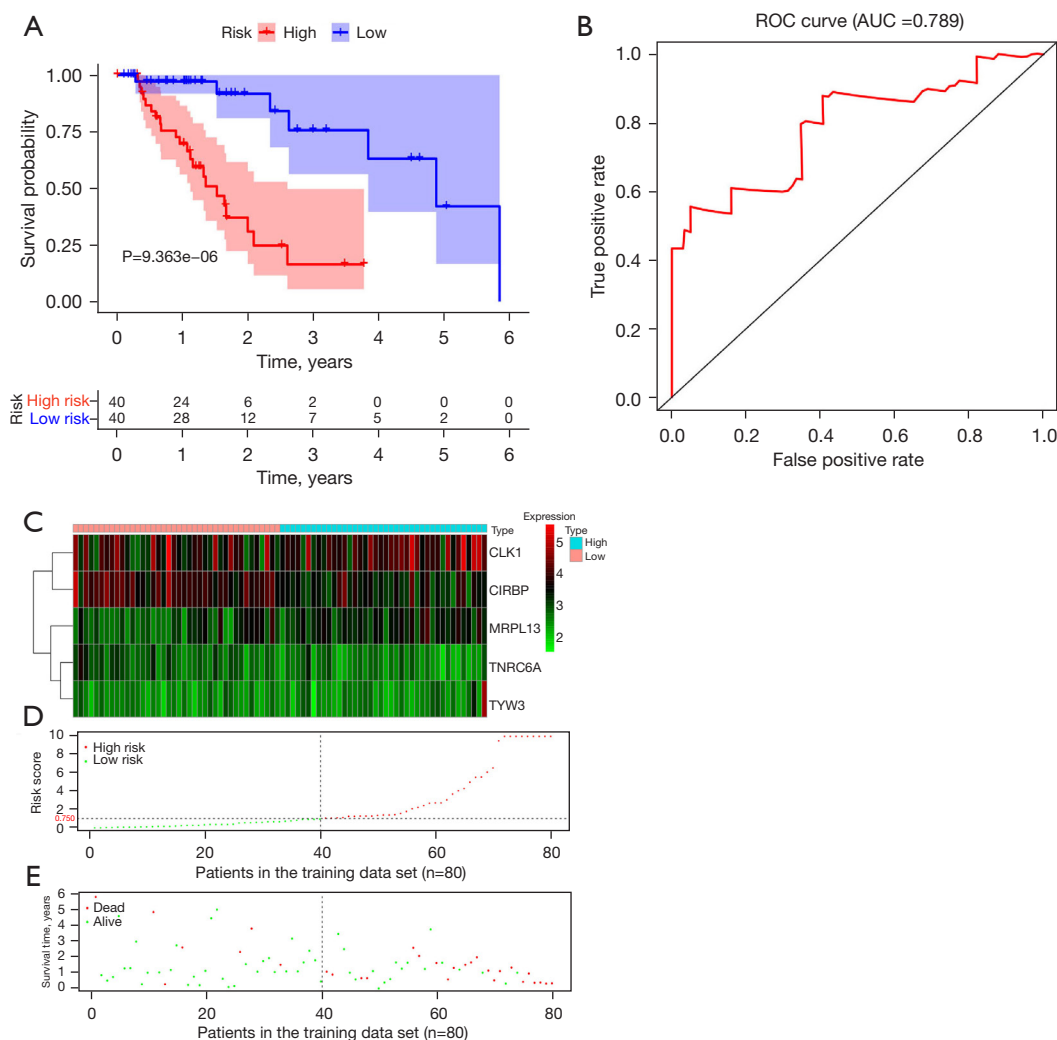 A
Risk High Low
Survival probability
1.00
0.75
0.50
0.25
0.00
P=9.363e−06
0 1 2 3 4 5 6
Time, years
Risk
High risk 40 24 6 2 0 0 0
Low risk 40 28 12 7 5 2 0
0 1 2 3 4 5 6
Time, years
B
ROC curve (AUC =0.789)
True positive rate
1.0
0.8
0.6
0.4
0.2
0.0
0.0 0.2 0.4 0.6 0.8 1.0
False positive rate
C
Type
CLK1
CIRBP
MRPL13
TNRC6A
TYW3
Expression
5
4
3
2
Type
High
Low
D
Risk score
10
8
6
4
2
0.750
0
High risk
Low risk
0 20 40 60 80
Patients in the training data set (n=80)
E
Survival time, years
6
5
4
3
2
1
0
Dead
Alive
0 20 40 60 80
Patients in the training data set (n=80)